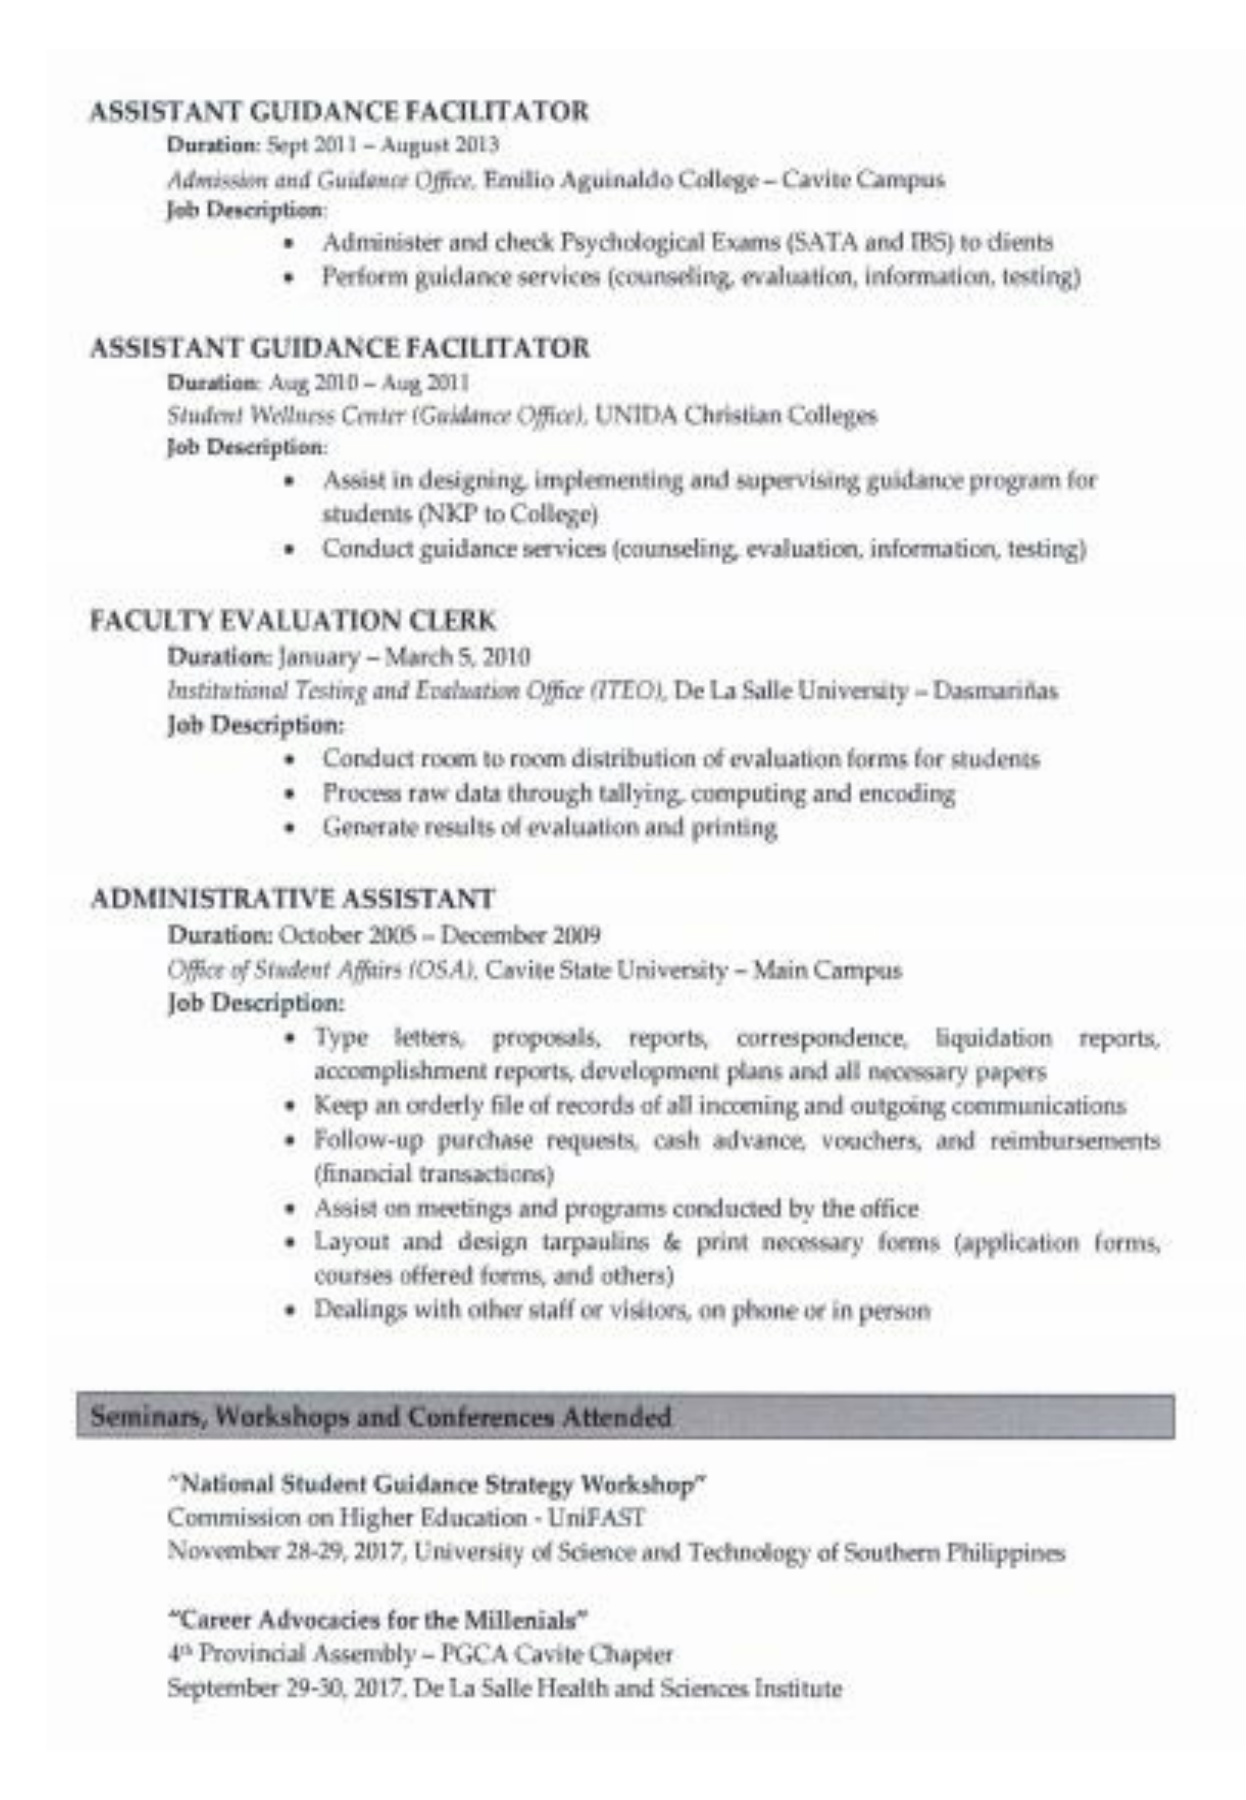 ASSISTANT GUIDANCE FACILITATOR
Duration: Sept 2011 – August 2013
Admission and Guidance Office, Emilio Aguinaldo College – Cavite Campus
Job Description:
• Administer and check Psychological Exams (SATA and IBS) to clients
• Perform guidance services (counseling, evaluation, information, testing)
ASSISTANT GUIDANCE FACILITATOR
Duration: Aug 2010 – Aug 2011
Student Wellness Center (Guidance Office), UNIDA Christian Colleges
Job Description:
• Assist in designing, implementing and supervising guidance program for
students (NKP to College)
• Conduct guidance services (counseling, evaluation, information, testing)
FACULTY EVALUATION CLERK
Duration: January – March 5, 2010
Institutional Testing and Evaluation Office (ITEO), De La Salle University – Dasmariñas
Job Description:
• Conduct room to room distribution of evaluation forms for students
• Process raw data through tallying, computing and encoding
• Generate results of evaluation and printing
ADMINISTRATIVE ASSISTANT
Duration: October 2005 – December 2009
Office of Student Affairs (OSA), Cavite State University – Main Campus
Job Description:
• Type letters, proposals, reports, correspondence, liquidation reports,
accomplishment reports, development plans and all necessary papers
• Keep an orderly file of records of all incoming and outgoing communications
• Follow-up purchase requests, cash advance, vouchers, and reimbursements
(financial transactions)
• Assist on meetings and programs conducted by the office
• Layout and design tarpaulins & print necessary forms (application forms,
courses offered forms, and others)
• Dealings with other staff or visitors, on phone or in person
Seminars, Workshops and Conferences Attended
"National Student Guidance Strategy Workshop"
Commission on Higher Education - UniFAST
November 28-29, 2017, University of Science and Technology of Southern Philippines
"Career Advocacies for the Millenials"
4th Provincial Assembly – PGCA Cavite Chapter
September 29-30, 2017, De La Salle Health and Sciences Institute